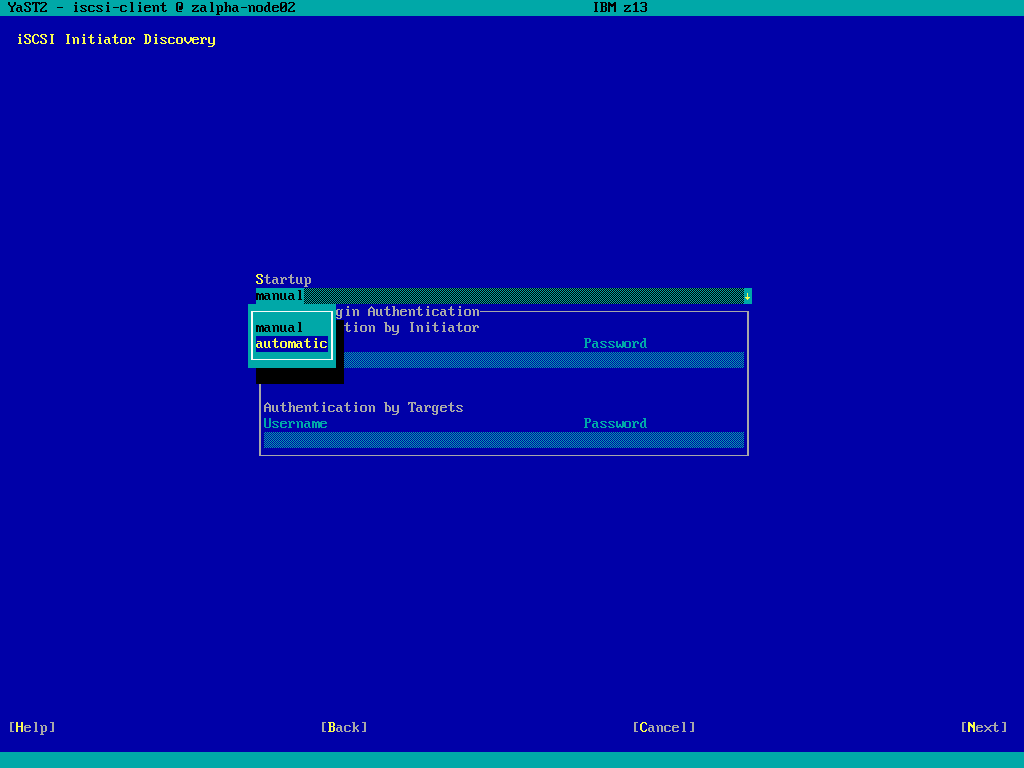 YaST2 - iscsi-client @ zalpha-node02 IBM z13
iSCSI Initiator Discovery
Startup
manual↓
gin Authentication
manual tion by Initiator
automatic Password
Authentication by Targets
Username Password
[Help] [Back] [Cancel] [Next]